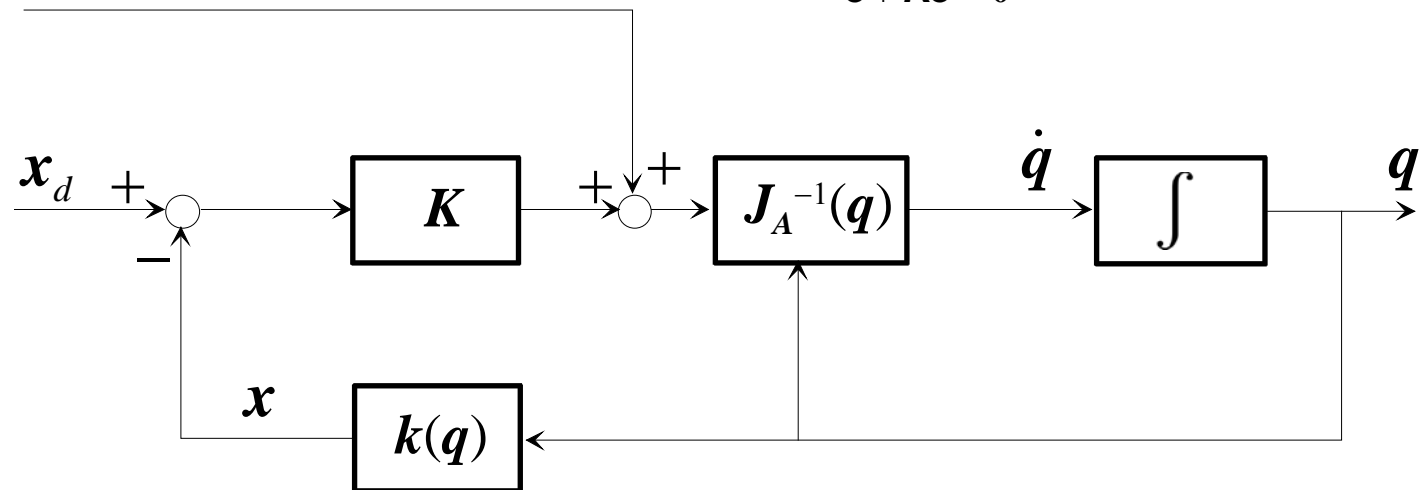 x_d + K + + J_A^{-1}(q) q̇ ∫ q
−
x k(q)